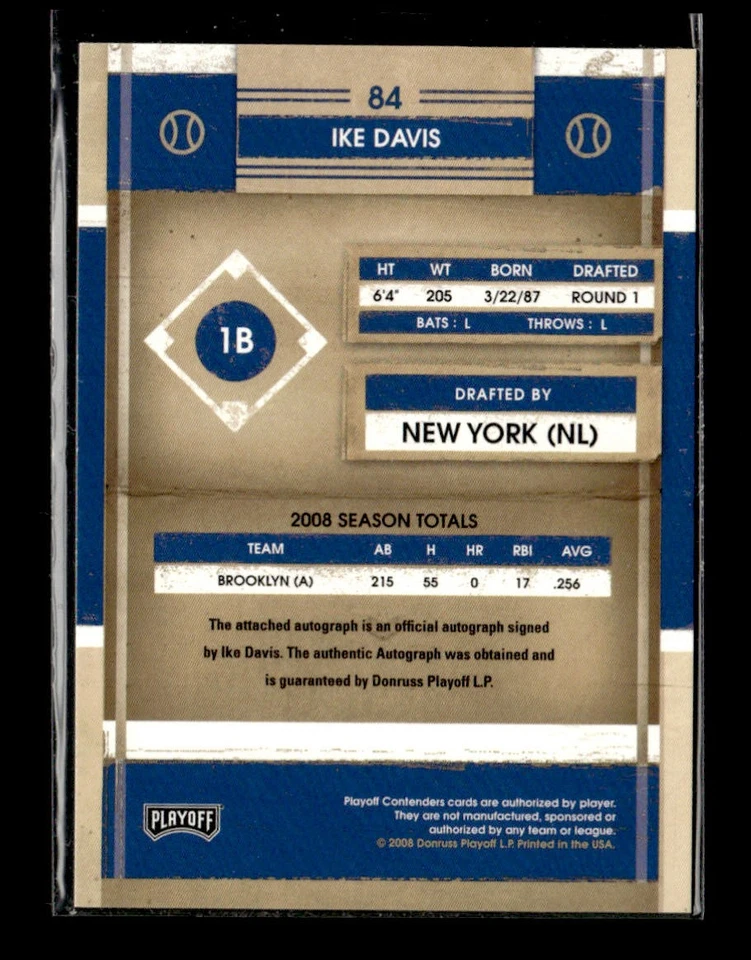 84
IKE DAVIS
HT WT BORN DRAFTED
6'4" 205 3/22/87 ROUND 1
BATS : L THROWS : L
1B
DRAFTED BY
NEW YORK (NL)
2008 SEASON TOTALS
TEAM AB H HR RBI AVG
BROOKLYN (A) 215 55 0 17 .256
The attached autograph is an official autograph signed
by Ike Davis. The authentic Autograph was obtained and
is guaranteed by Donruss Playoff L.P.
PLAYOFF
Playoff Contenders cards are authorized by player.
They are not manufactured, sponsored or
authorized by any team or league.
© 2008 Donruss Playoff L.P. Printed in the USA.